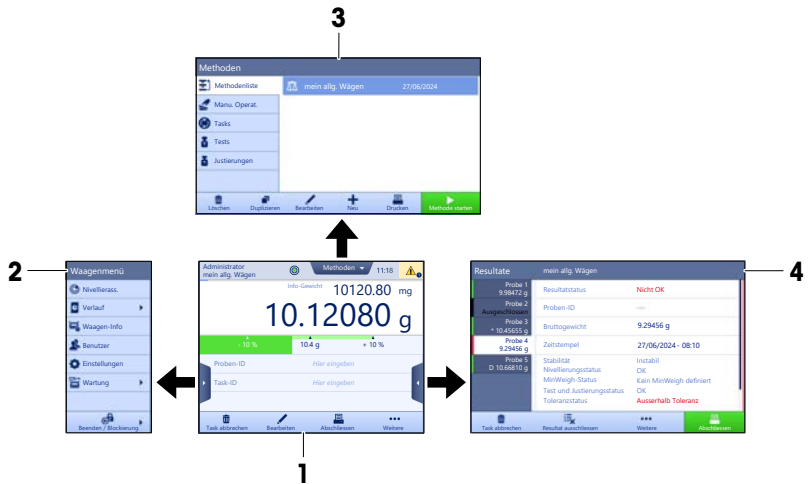 3
Methoden
Methodenliste
mein allg. Wägen 27/06/2024
Manu. Operat.
Tasks
Tests
Justierungen
Löschen Duplizieren Bearbeiten Neu Drucken Methode starten
2
Waagenmenü
Nivellierass.
Verlauf
Waagen-Info
Benutzer
Einstellungen
Wartung
Beenden / Blockierung
Administrator
mein allg. Wägen
Methoden 11:18
Info-Gewicht 10120.80 mg
10.12080 g
- 10 % 10.4 g + 10 %
Proben-ID Hier eingeben
Task-ID Hier eingeben
Task abbrechen Bearbeiten Abschliessen Weitere
1
4
Resultate mein allg. Wägen
Probe 1
9.98472 g
Probe 2
Ausgeschlossen
Probe 3
* 10.45655 g
Probe 4
9.29456 g
Probe 5
D 10.66810 g
Resultatstatus Nicht OK
Proben-ID
Bruttogewicht 9.29456 g
Zeitstempel 27/06/2024 - 08:10
Stabilität Instabil
Nivellierungsstatus OK
MinWeigh-Status Kein MinWeigh definiert
Test und Justierungsstatus OK
Toleranzstatus Ausserhalb Toleranz
Task abbrechen Resultat ausschliessen Weitere Abschliessen